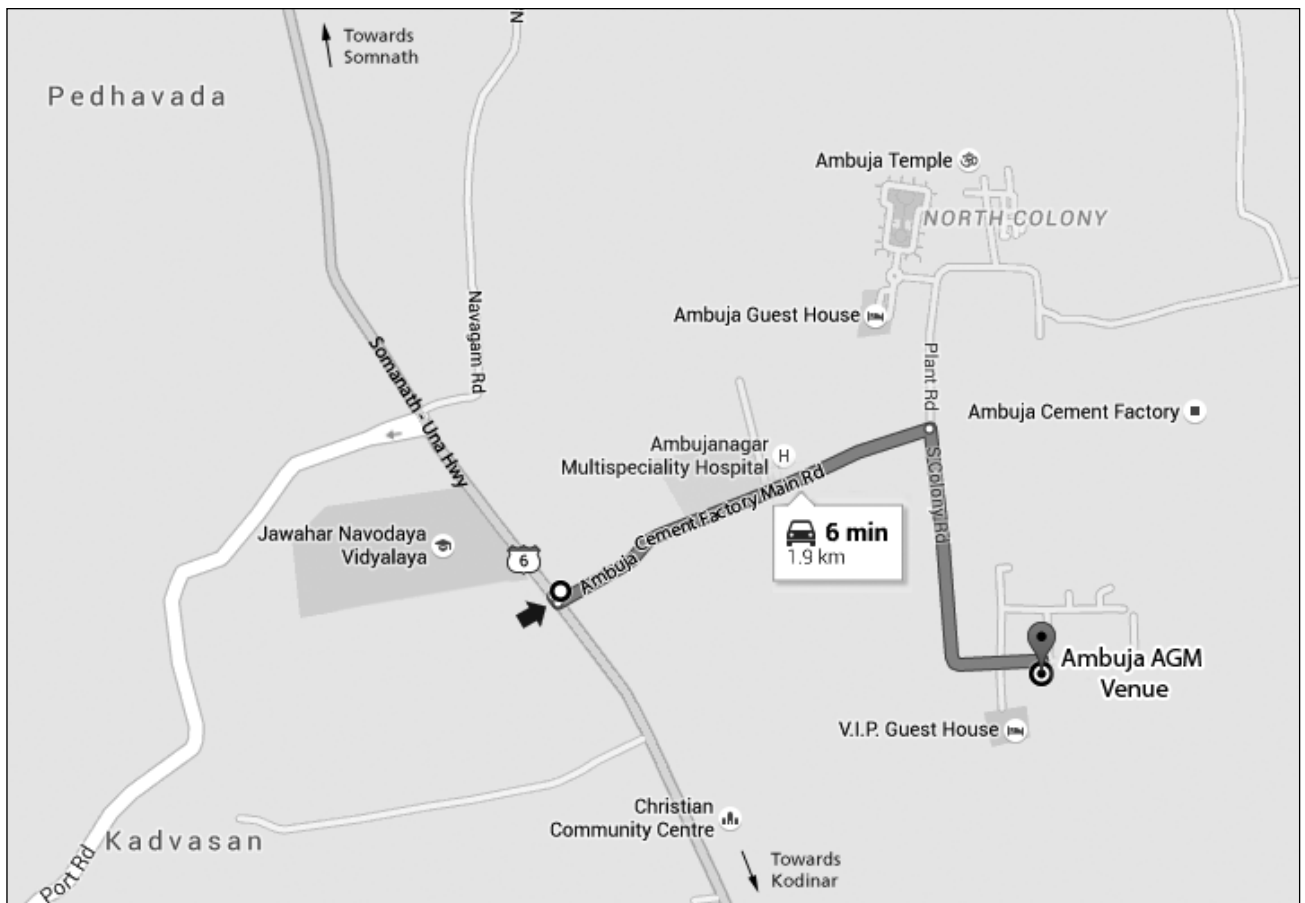 Towards
Somnath
N
Pedhavada
Ambuja Temple
NORTH COLONY
Navagam Rd
Ambuja Guest House
Somanath - Una Hwy
Plant Rd
Ambuja Cement Factory
Ambujanagar
Multispeciality Hospital
H
S Colony Rd
Ambuja Cement Factory Main Rd
6 min
1.9 km
Jawahar Navodaya
Vidyalaya
6
Ambuja AGM
Venue
V.I.P. Guest House
Christian
Community Centre
Kadvasan
Towards
Kodinar
Port Rd